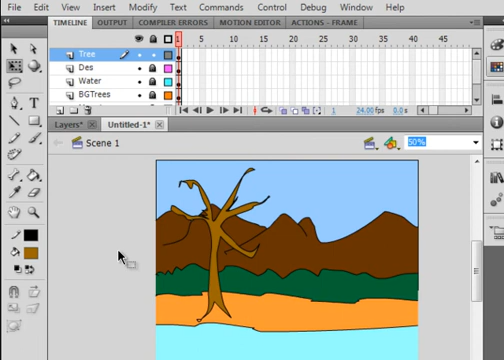 File Edit View Insert Modify Text Commands Control Debug Window Help
TIMELINE OUTPUT COMPILER ERRORS MOTION EDITOR ACTIONS - FRAME
1 5 10 15 20 25 30 35 40 45
Tree
Des
Water
BGTrees
1 24.00 fps 0.0 s
Layers* Untitled-1*
Scene 1 50%